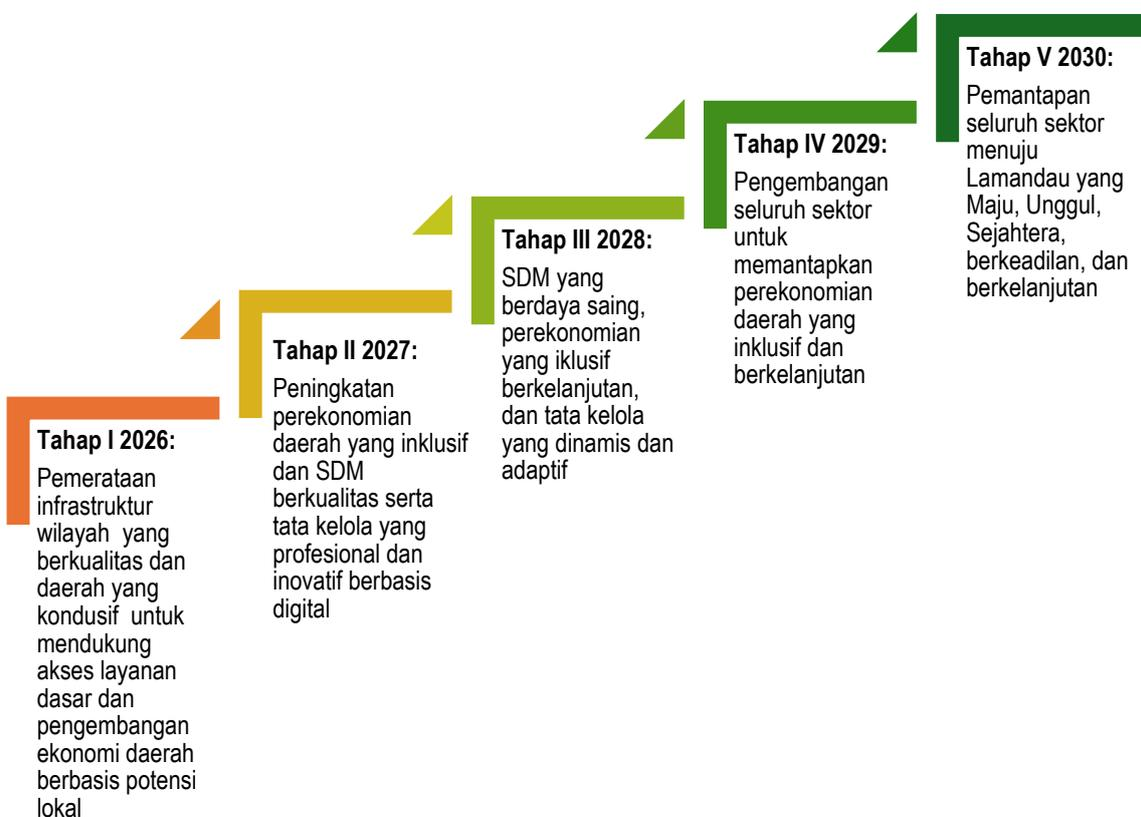 Tahap I 2026:
Pemerataan
infrastruktur
wilayah  yang
berkualitas dan
daerah yang
kondusif  untuk
mendukung
akses layanan
dasar dan
pengembangan
ekonomi daerah
berbasis potensi
lokal
Tahap II 2027:
Peningkatan
perekonomian
daerah yang inklusif
dan SDM
berkualitas serta
tata kelola yang
profesional dan
inovatif berbasis
digital
Tahap III 2028:
SDM yang
berdaya saing,
perekonomian
yang iklusif
berkelanjutan,
dan tata kelola
yang dinamis dan
adaptif
Tahap IV 2029:
Pengembangan
seluruh sektor
untuk
memantapkan
perekonomian
daerah yang
inklusif dan
berkelanjutan
Tahap V 2030:
Pemantapan
seluruh sektor
menuju
Lamandau yang
Maju, Unggul,
Sejahtera,
berkeadilan, dan
berkelanjutan